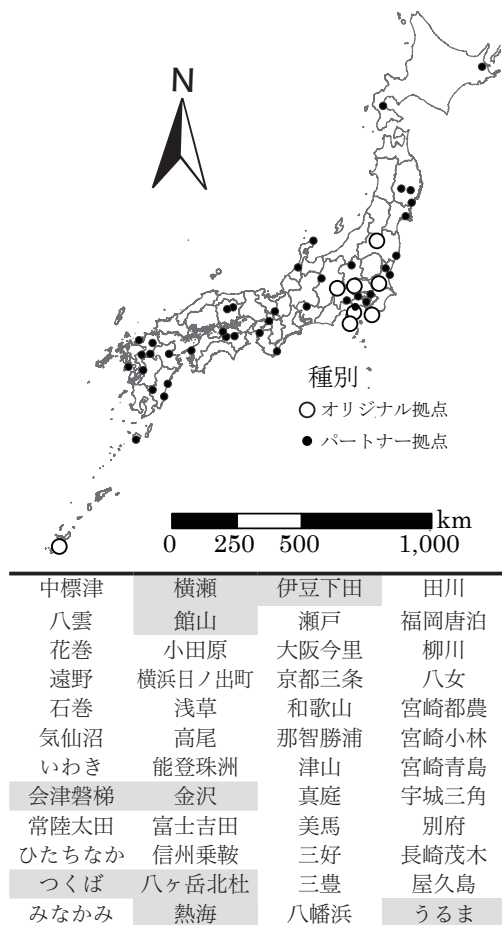 N
種別
オリジナル拠点
パートナー拠点
km
0 250 500 1,000
中標津 横瀬 伊豆下田 田川
八雲 館山 瀬戸 福岡唐泊
花巻 小田原 大阪今里 柳川
遠野 横浜日ノ出町 京都三条 八女
石巻 浅草 和歌山 宮崎都農
気仙沼 高尾 那智勝浦 宮崎小林
いわき 能登珠洲 津山 宮崎青島
会津磐梯 金沢 真庭 宇城三角
常陸太田 富士吉田 美馬 別府
ひたちなか 信州乗鞍 三好 長崎茂木
つくば 八ヶ岳北杜 三豊 屋久島
みなかみ 熱海 八幡浜 うるま